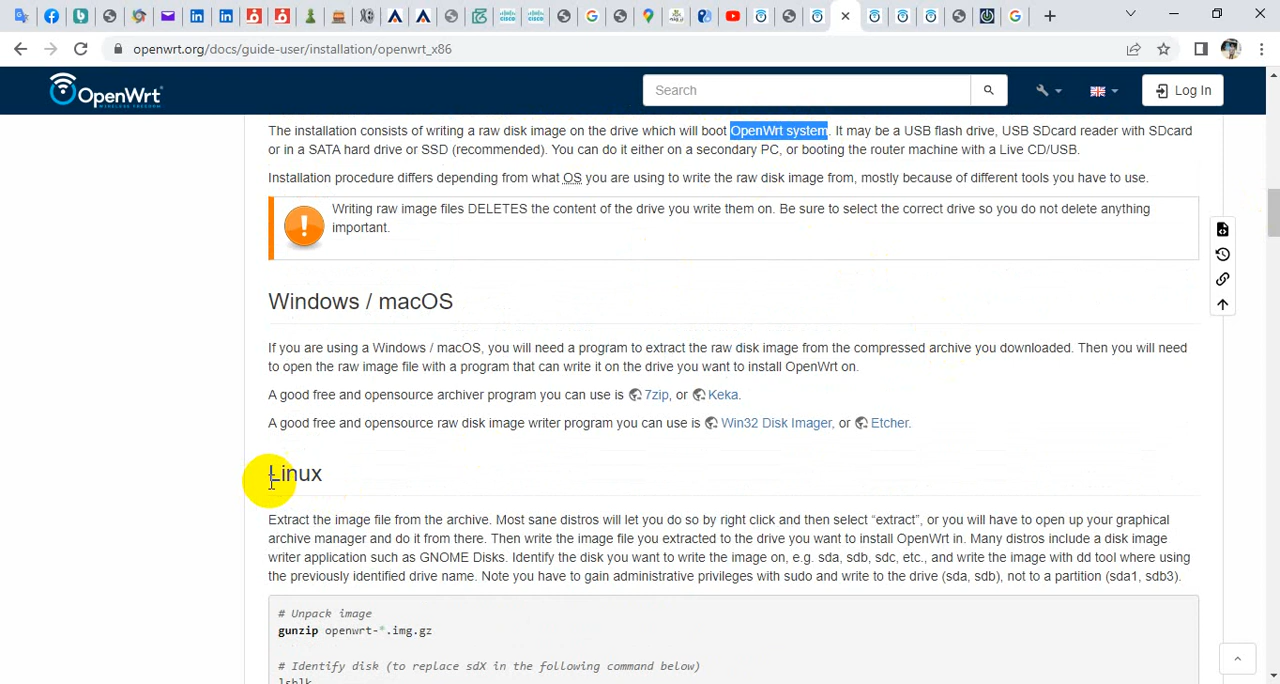 openwrt.org/docs/guide-user/installation/openwrt_x86
OpenWrt
WIRELESS FREEDOM
Search
Log In
The installation consists of writing a raw disk image on the drive which will boot OpenWrt system. It may be a USB flash drive, USB SDcard reader with SDcard
or in a SATA hard drive or SSD (recommended). You can do it either on a secondary PC, or booting the router machine with a Live CD/USB.
Installation procedure differs depending from what OS you are using to write the raw disk image from, mostly because of different tools you have to use.
Writing raw image files DELETES the content of the drive you write them on. Be sure to select the correct drive so you do not delete anything
important.
Windows / macOS
If you are using a Windows / macOS, you will need a program to extract the raw disk image from the compressed archive you downloaded. Then you will need
to open the raw image file with a program that can write it on the drive you want to install OpenWrt on.
A good free and opensource archiver program you can use is 7zip, or Keka.
A good free and opensource raw disk image writer program you can use is Win32 Disk Imager, or Etcher.
Linux
Extract the image file from the archive. Most sane distros will let you do so by right click and then select “extract”, or you will have to open up your graphical
archive manager and do it from there. Then write the image file you extracted to the drive you want to install OpenWrt in. Many distros include a disk image
writer application such as GNOME Disks. Identify the disk you want to write the image on, e.g. sda, sdb, sdc, etc., and write the image with dd tool where using
the previously identified drive name. Note you have to gain administrative privileges with sudo and write to the drive (sda, sdb), not to a partition (sda1, sdb3).
# Unpack image
gunzip openwrt-*.img.gz
# Identify disk (to replace sdX in the following command below)
lsblk